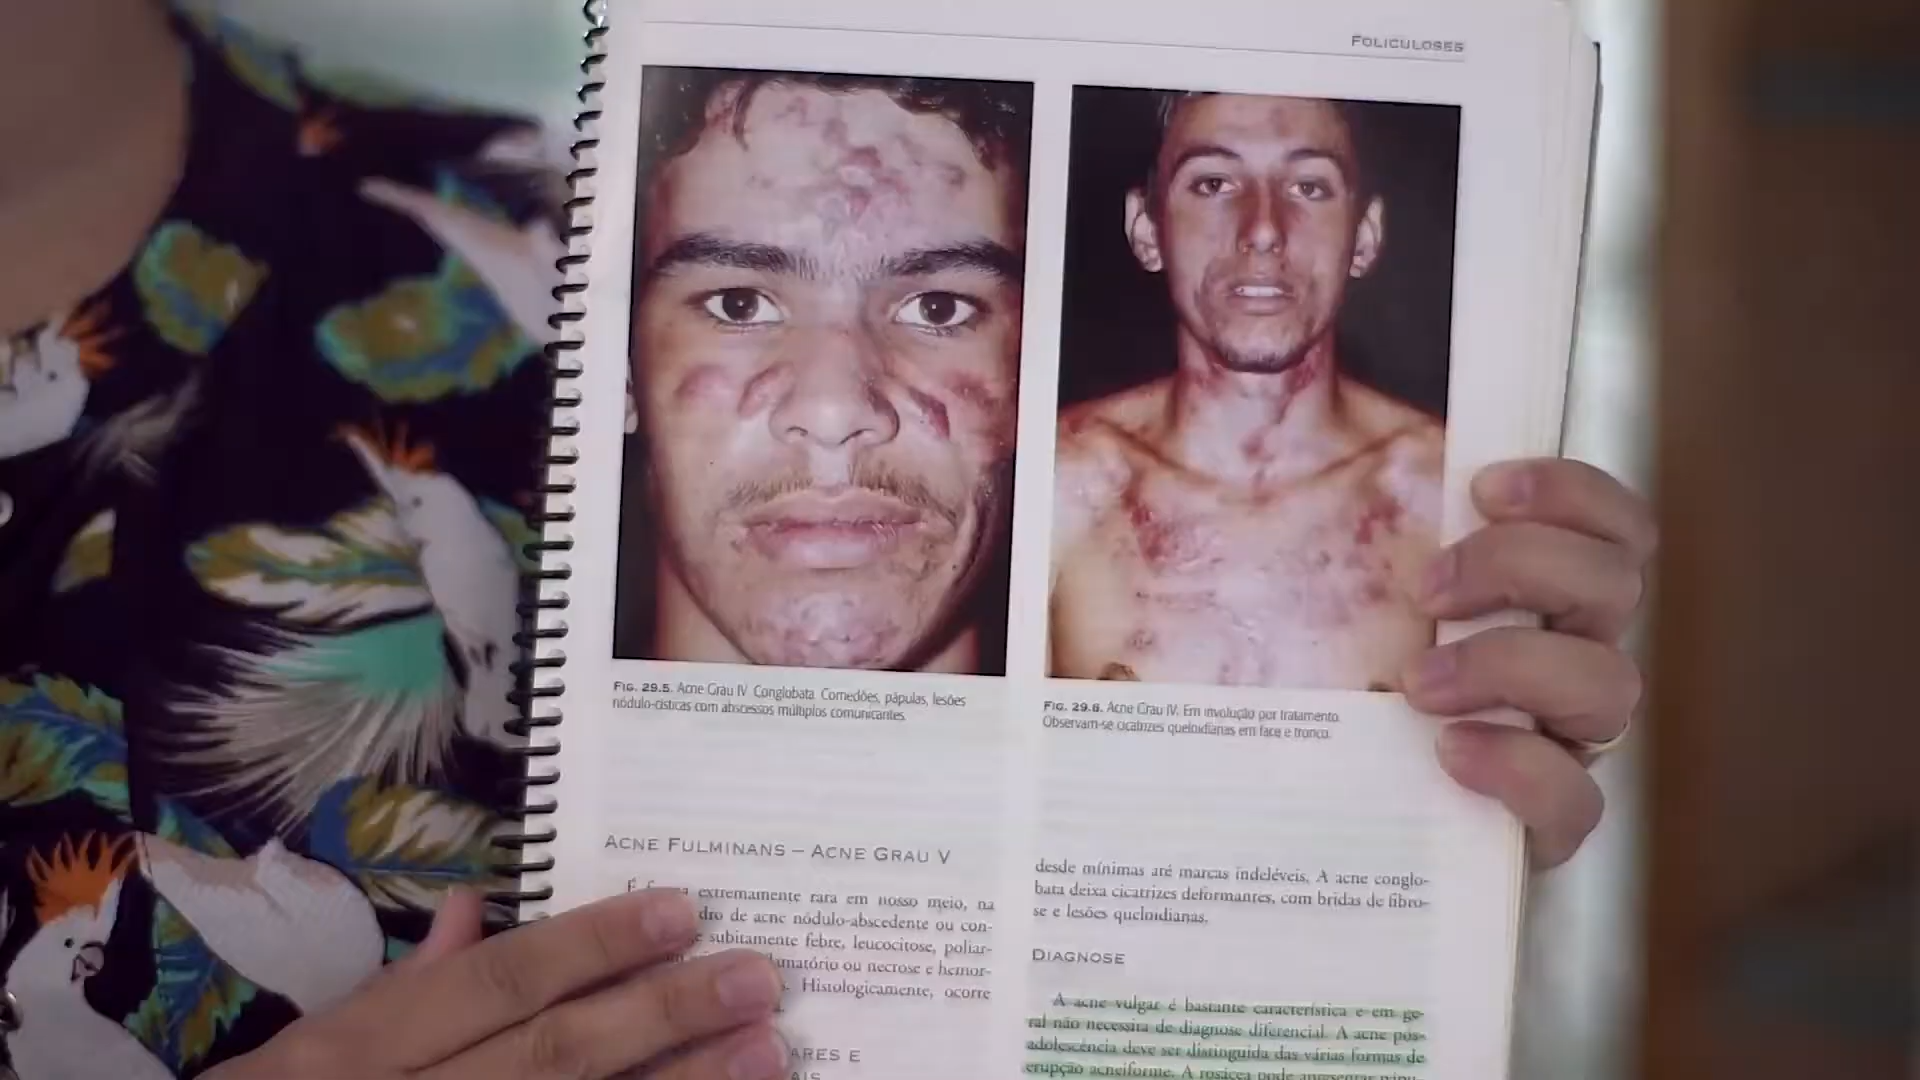 FOLICULOSES
FIG. 29.5. Acne Grau IV. Conglobata. Comedões, pápulas, lesões
nódulo-císticas com abscessos múltiplos comunicantes.
FIG. 29.6. Acne Grau IV. Em involução por tratamento.
Observam-se cicatrizes queloidianas em face e tronco.
ACNE FULMINANS – ACNE GRAU V
É extremamente rara em nosso meio, na
dro de acne nódulo-abscedente ou con-
subitamente febre, leucocitose, poliar-
amatório ou necrose e hemor-
Histologicamente, ocorre
ARES E
AIS
desde mínimas até marcas indeléveis. A acne conglo-
bata deixa cicatrizes deformantes, com bridas de fibro-
se e lesões queloidianas.
DIAGNOSE
A acne vulgar é bastante característica e em ge-
ral não necessita de diagnose diferencial. A acne pós-
adolescência deve ser distinguida das várias formas de
erupção acneiforme. A rosácea pode apresentar